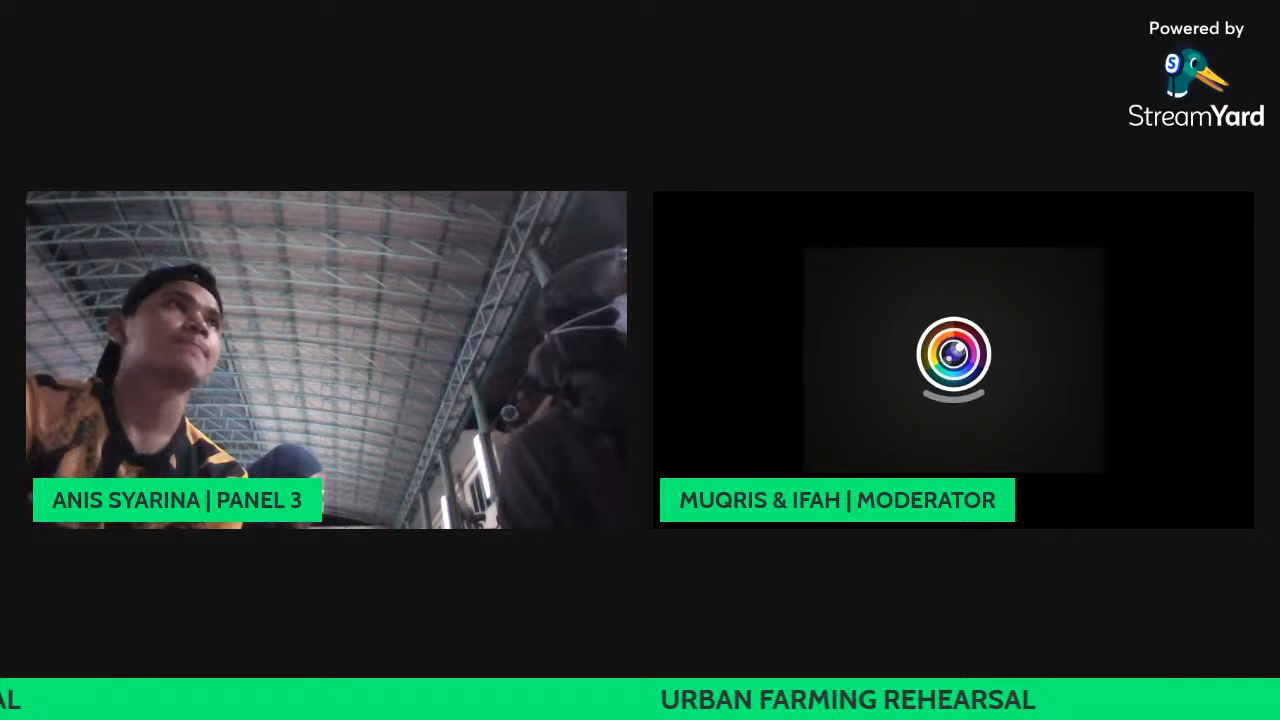 Powered by
StreamYard
ANIS SYARINA | PANEL 3
MUQRIS & IFAH | MODERATOR
AL
URBAN FARMING REHEARSAL